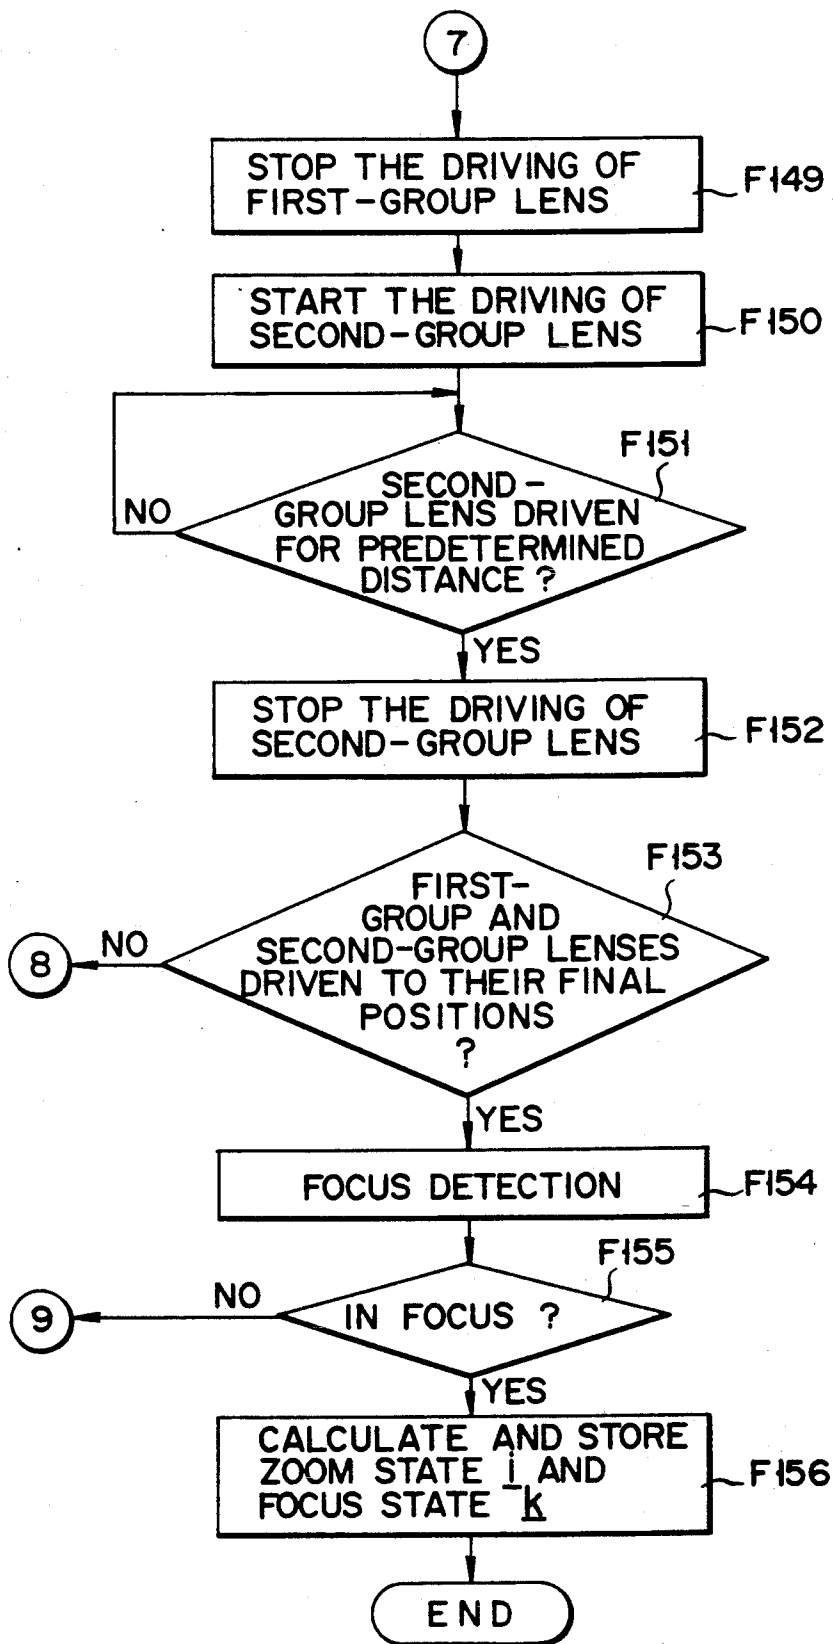 7
STOP THE DRIVING OF
FIRST-GROUP LENS
F149
START THE DRIVING OF
SECOND-GROUP LENS
F150
F151
SECOND-
GROUP LENS DRIVEN
FOR PREDETERMINED
DISTANCE ?
NO
YES
STOP THE DRIVING OF
SECOND-GROUP LENS
F152
F153
FIRST-
GROUP AND
SECOND-GROUP LENSES
DRIVEN TO THEIR FINAL
POSITIONS
?
NO
8
YES
FOCUS DETECTION
F154
F155
IN FOCUS ?
NO
9
YES
CALCULATE AND STORE
ZOOM STATE i AND
FOCUS STATE k
F156
END